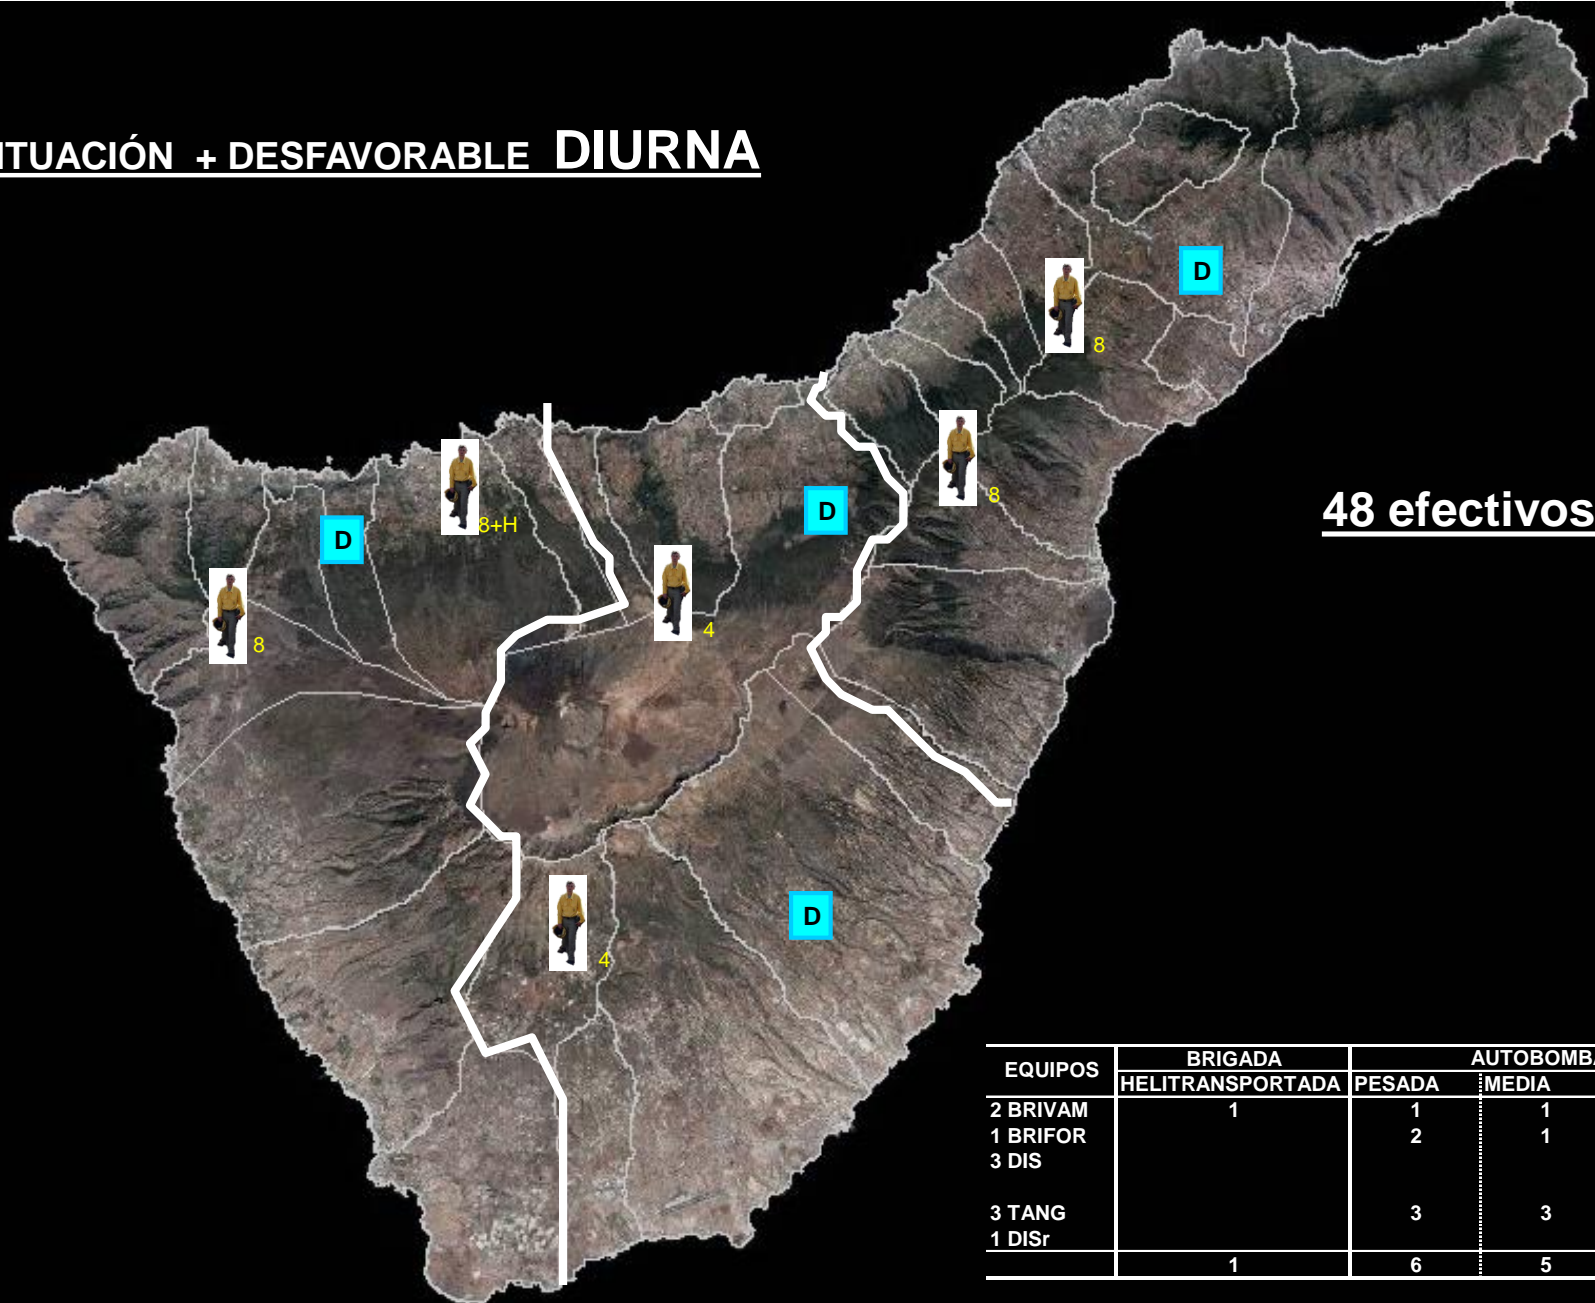 ITUACIÓN + DESFAVORABLE DIURNA
D
8
8
8+H
D
D
48 efectivos
8
4
D
4
EQUIPOS BRIGADA AUTOBOMBA
HELITRANSPORTADA PESADA MEDIA
2 BRIVAM 1 1 1
1 BRIFOR 2 1
3 DIS
3 TANG 3 3
1 DISr
1 6 5